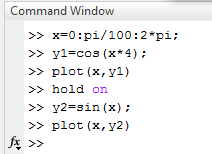 Command Window
>> x=0:pi/100:2*pi;
>> y1=cos(x*4);
>> plot(x,y1)
>> hold on
>> y2=sin(x);
>> plot(x,y2)
fx >>